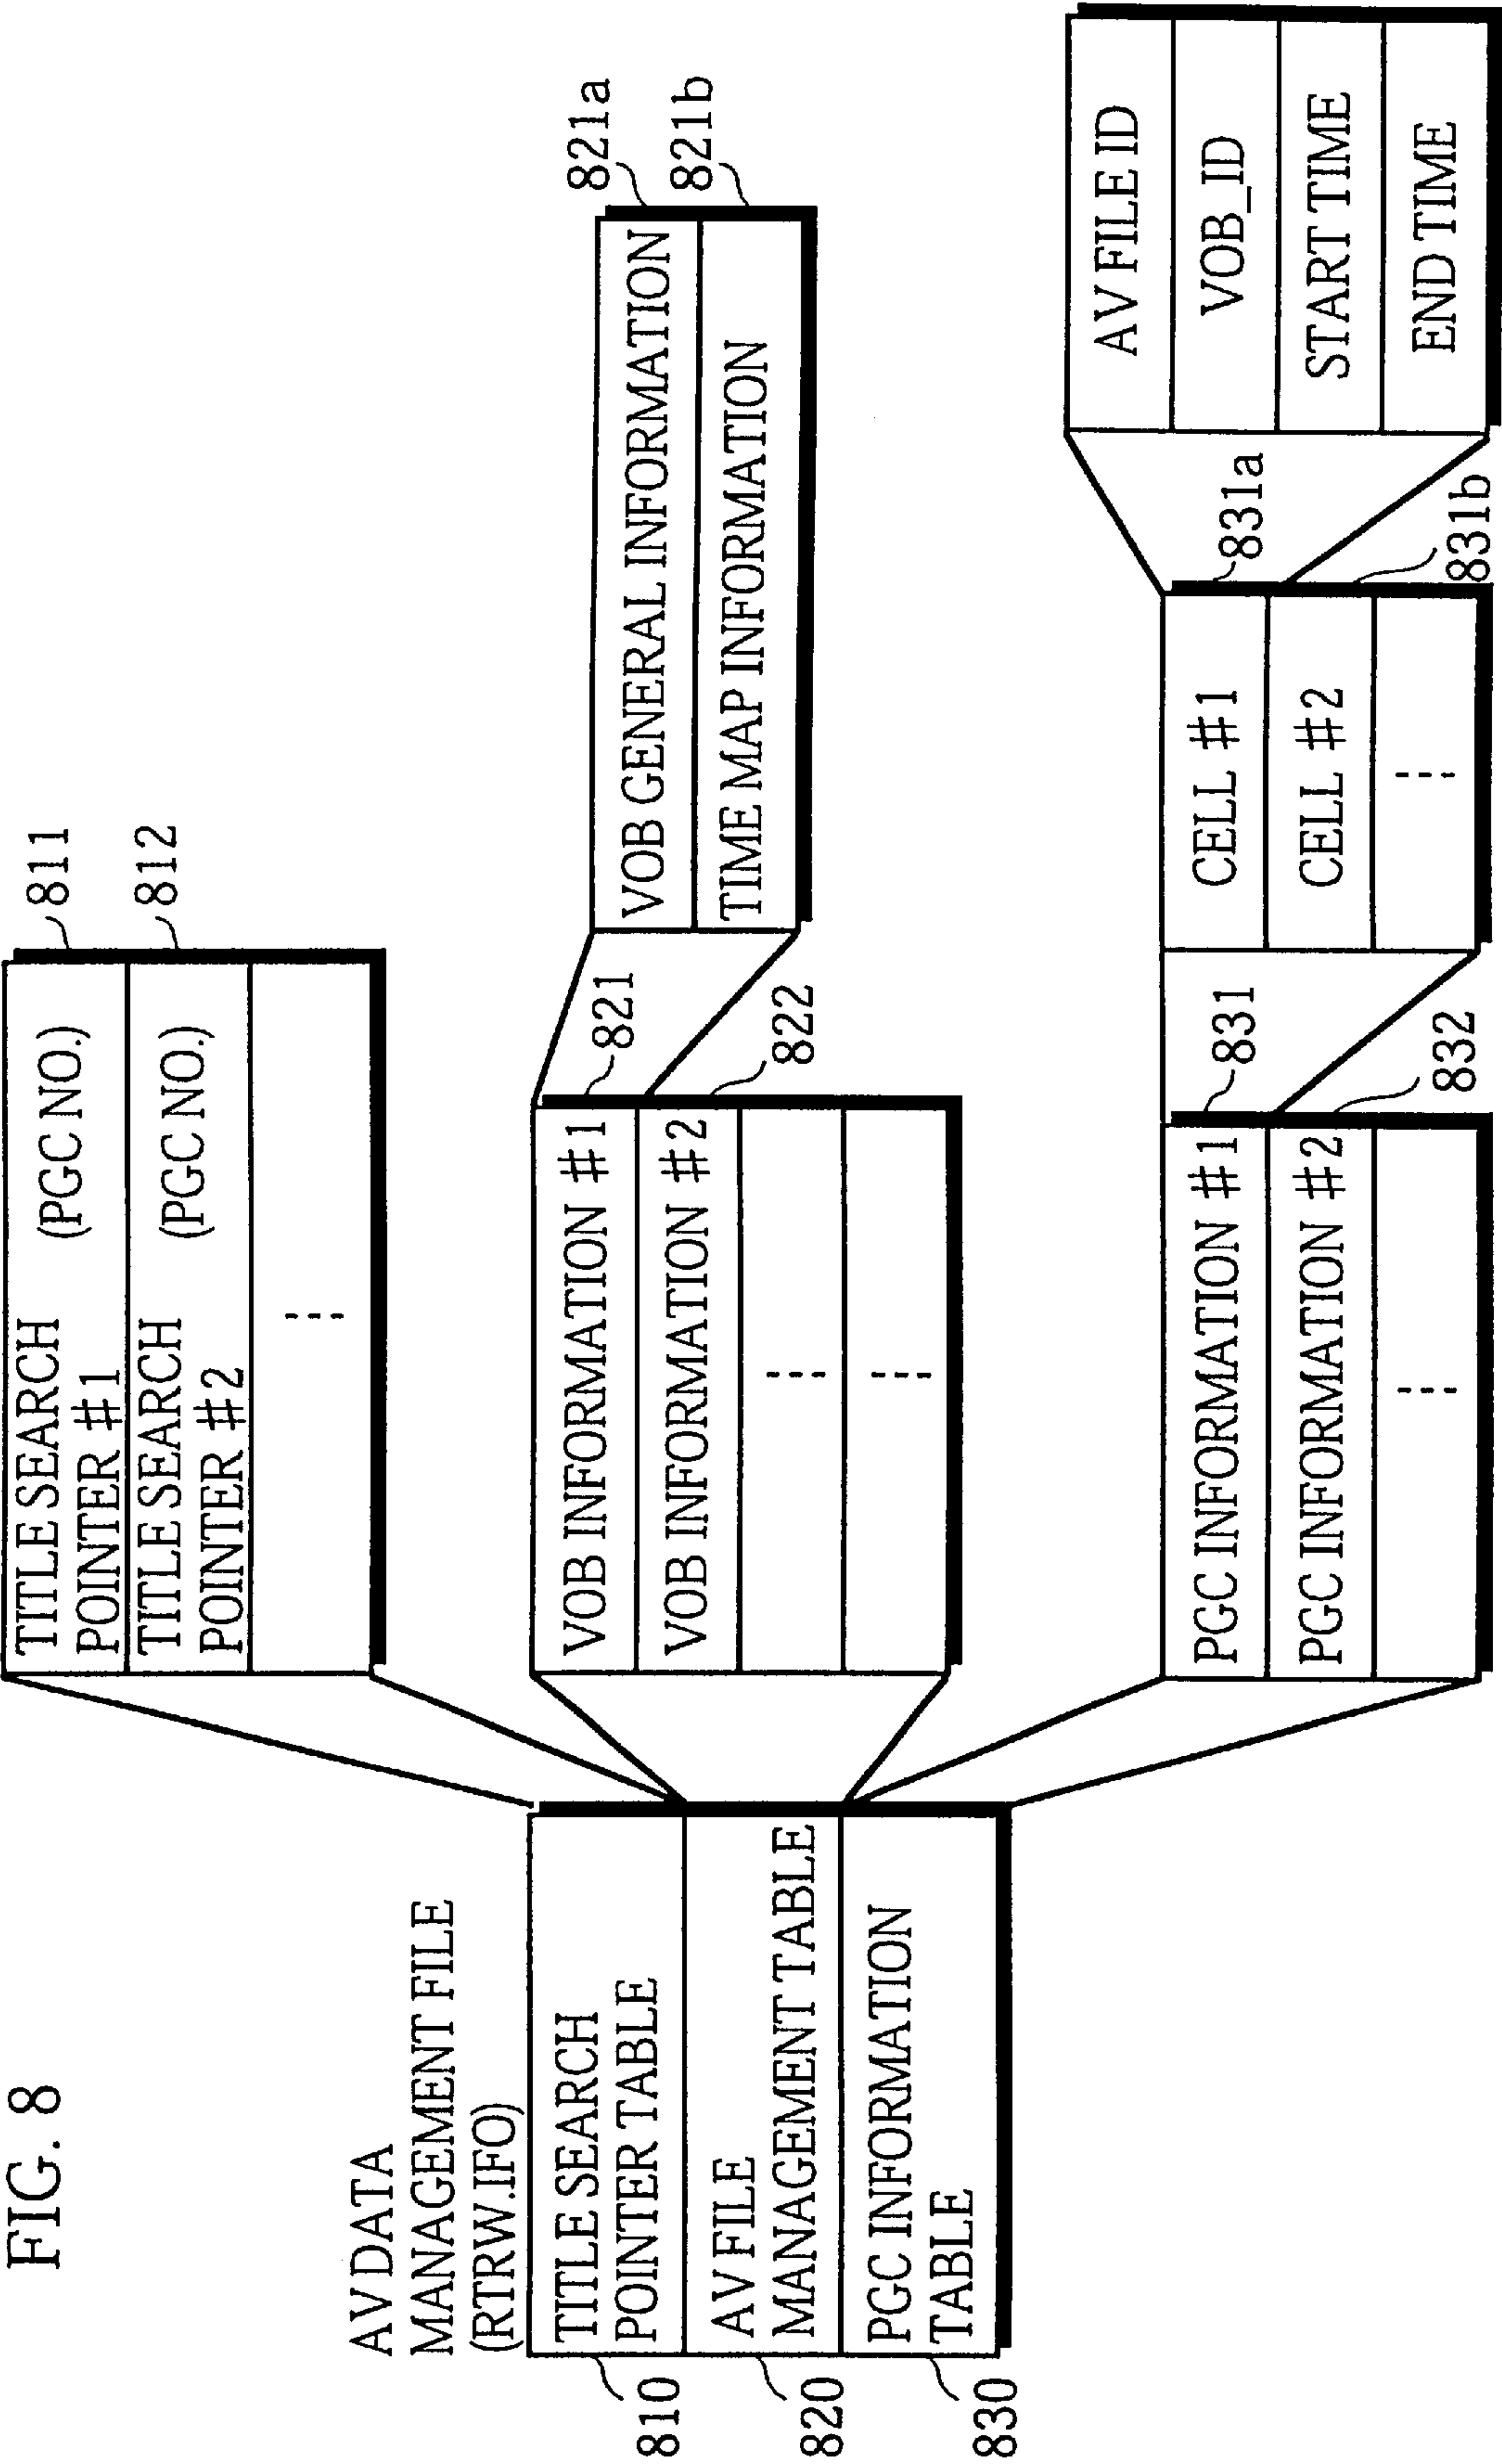 FIG. 8
AV DATA
MANAGEMENT FILE
(RTRW.IFO)
810
TITLE SEARCH
POINTER TABLE
820
AV FILE
MANAGEMENT TABLE
830
PGC INFORMATION
TABLE
TITLE SEARCH
POINTER #1 (PGC NO.)
811
TITLE SEARCH
POINTER #2 (PGC NO.)
812
VOB INFORMATION #1
821
VOB INFORMATION #2
822
VOB GENERAL INFORMATION
821a
TIME MAP INFORMATION
821b
PGC INFORMATION #1
831
PGC INFORMATION #2
832
CELL #1
831a
CELL #2
831b
AV FILE ID
VOB_ID
START TIME
END TIME